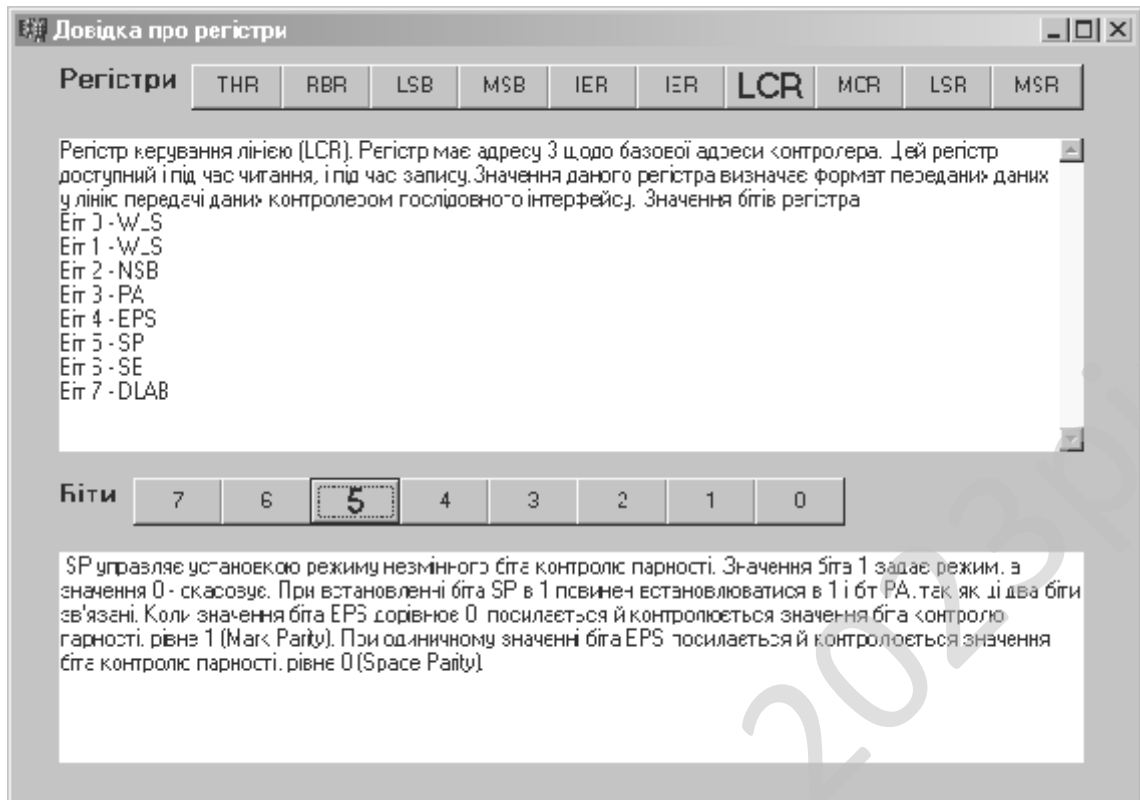 Довідка про регістри
Регістри THR RBR LSB MSB IER IER LCR MCR LSR MSR
Регістр керування лінією (LCR). Регістр має адресу 3 щодо базової адреси контролера. Цей регістр
доступний і під час читання, і під час запису. Значення даного регістра визначає формат переданих даних
у лінію передачі даних контролером послідовного інтерфейсу. Значення бітів регістра
Біт 0 - WLS
Біт 1 - WLS
Біт 2 - NSB
Біт 3 - PA
Біт 4 - EPS
Біт 5 - SP
Біт 6 - SE
Біт 7 - DLAB
Біти 7 6 5 4 3 2 1 0
SP управляє установкою режиму незмінного біта контролю парності. Значення біта 1 задає режим, а
значення 0 - скасовує. При встановленні біта SP в 1 повинен встановлюватися в 1 і біт PA, так як ці два біти
зв'язані. Коли значення біта EPS дорівнює 0 посилається й контролюється значення біта контролю
парності, рівне 1 (Mark Parity). При одиничному значенні біта EPS посилається й контролюється значення
біта контролю парності, рівне 0 (Space Parity)
2023рі